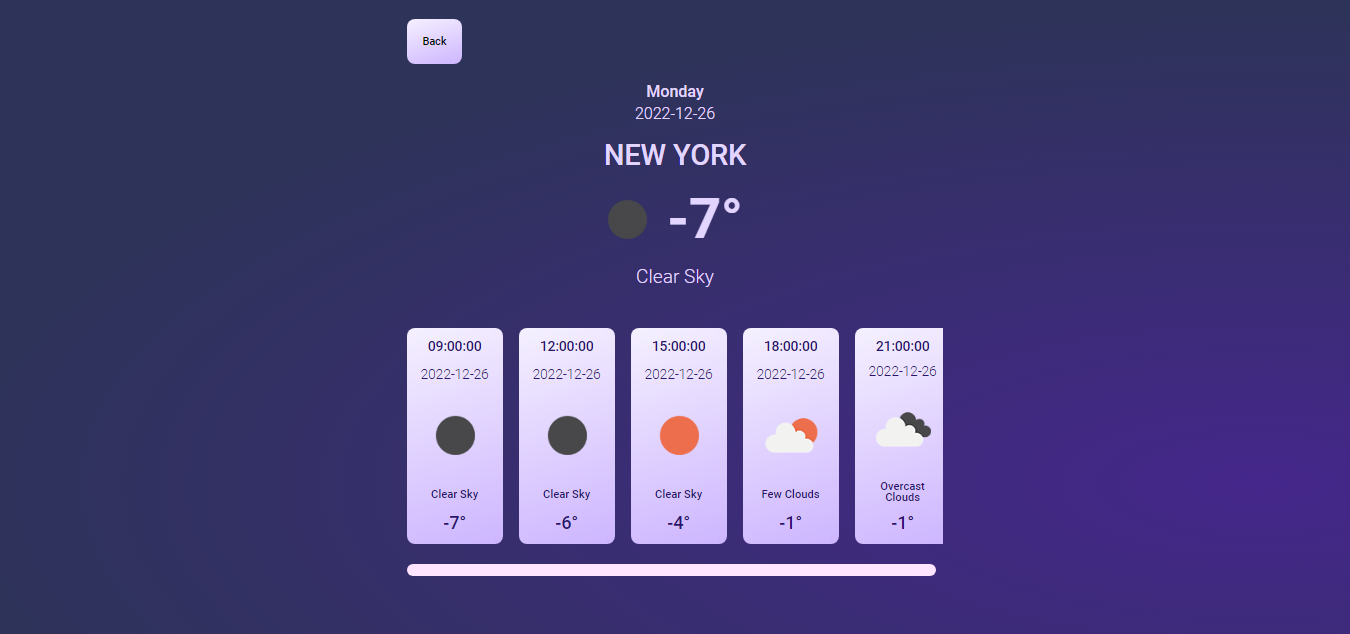 Back
Monday
2022-12-26
NEW YORK
-7°
Clear Sky
09:00:00
2022-12-26
Clear Sky
-7°
12:00:00
2022-12-26
Clear Sky
-6°
15:00:00
2022-12-26
Clear Sky
-4°
18:00:00
2022-12-26
Few Clouds
-1°
21:00:00
2022-12-26
Overcast
Clouds
-1°